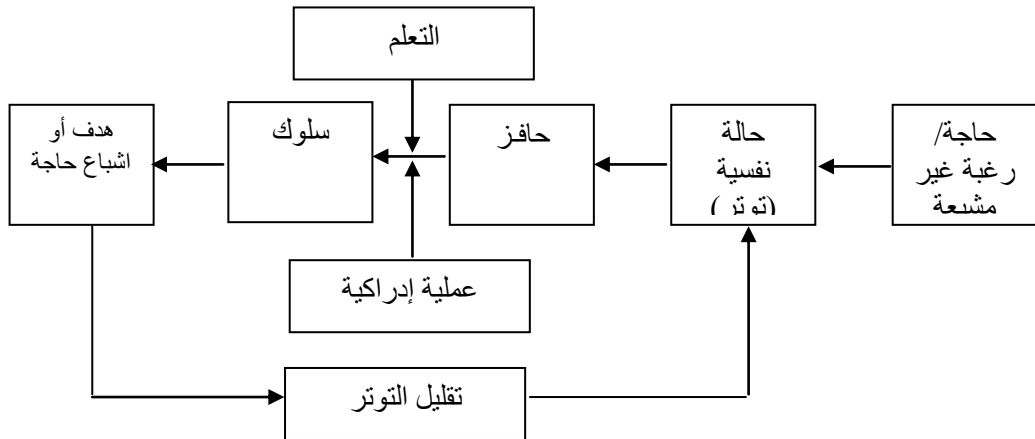 التعلم
حاجة/
رغبة غير
مشبعة
حالة
نفسية
(توتر)
حافز
سلوك
هدف أو
اشباع حاجة
عملية إدراكية
تقليل التوتر